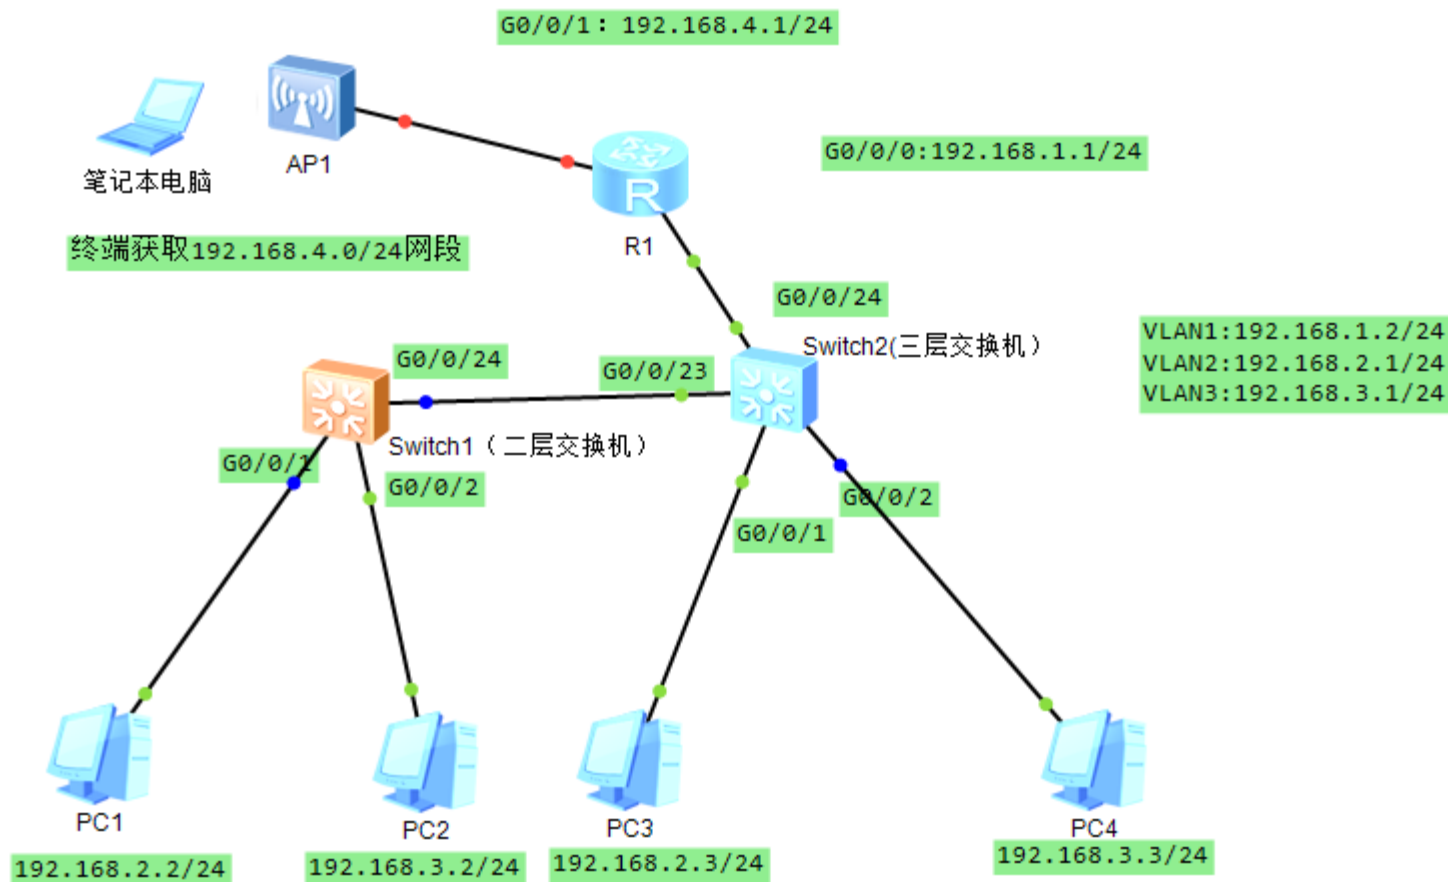 G0/0/1: 192.168.4.1/24
AP1
笔记本电脑
G0/0/0:192.168.1.1/24
R
R1
终端获取192.168.4.0/24网段
G0/0/24
Switch2(三层交换机)
VLAN1:192.168.1.2/24
VLAN2:192.168.2.1/24
VLAN3:192.168.3.1/24
G0/0/24
G0/0/23
Switch1（二层交换机）
G0/0/1
G0/0/2
G0/0/1
G0/0/2
PC1
PC2
PC3
PC4
192.168.2.2/24
192.168.3.2/24
192.168.2.3/24
192.168.3.3/24